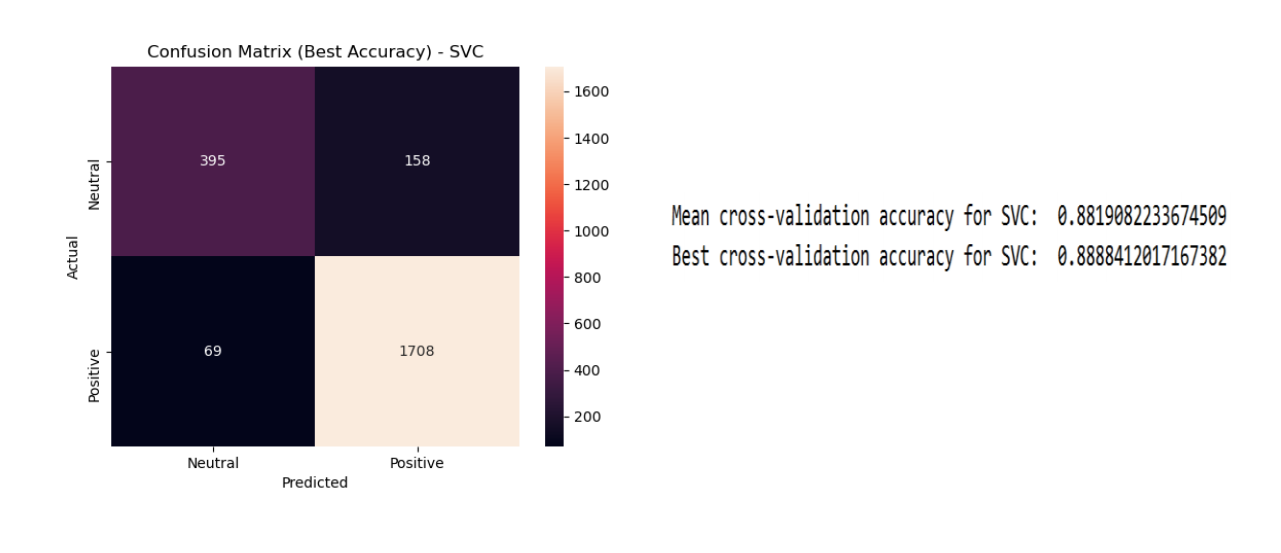 Confusion Matrix (Best Accuracy) - SVC
Actual
Neutral
395
158
Positive
69
1708
Neutral
Positive
Predicted
1600
1400
1200
1000
800
600
400
200
Mean cross-validation accuracy for SVC: 0.8819082233674509
Best cross-validation accuracy for SVC: 0.8888412017167382